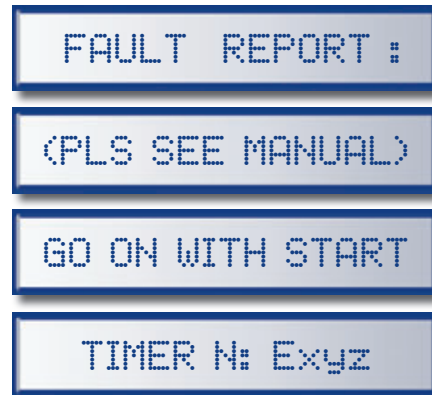 FAULT REPORT:
(PLS SEE MANUAL)
GO ON WITH START
TIMER N: Exyz